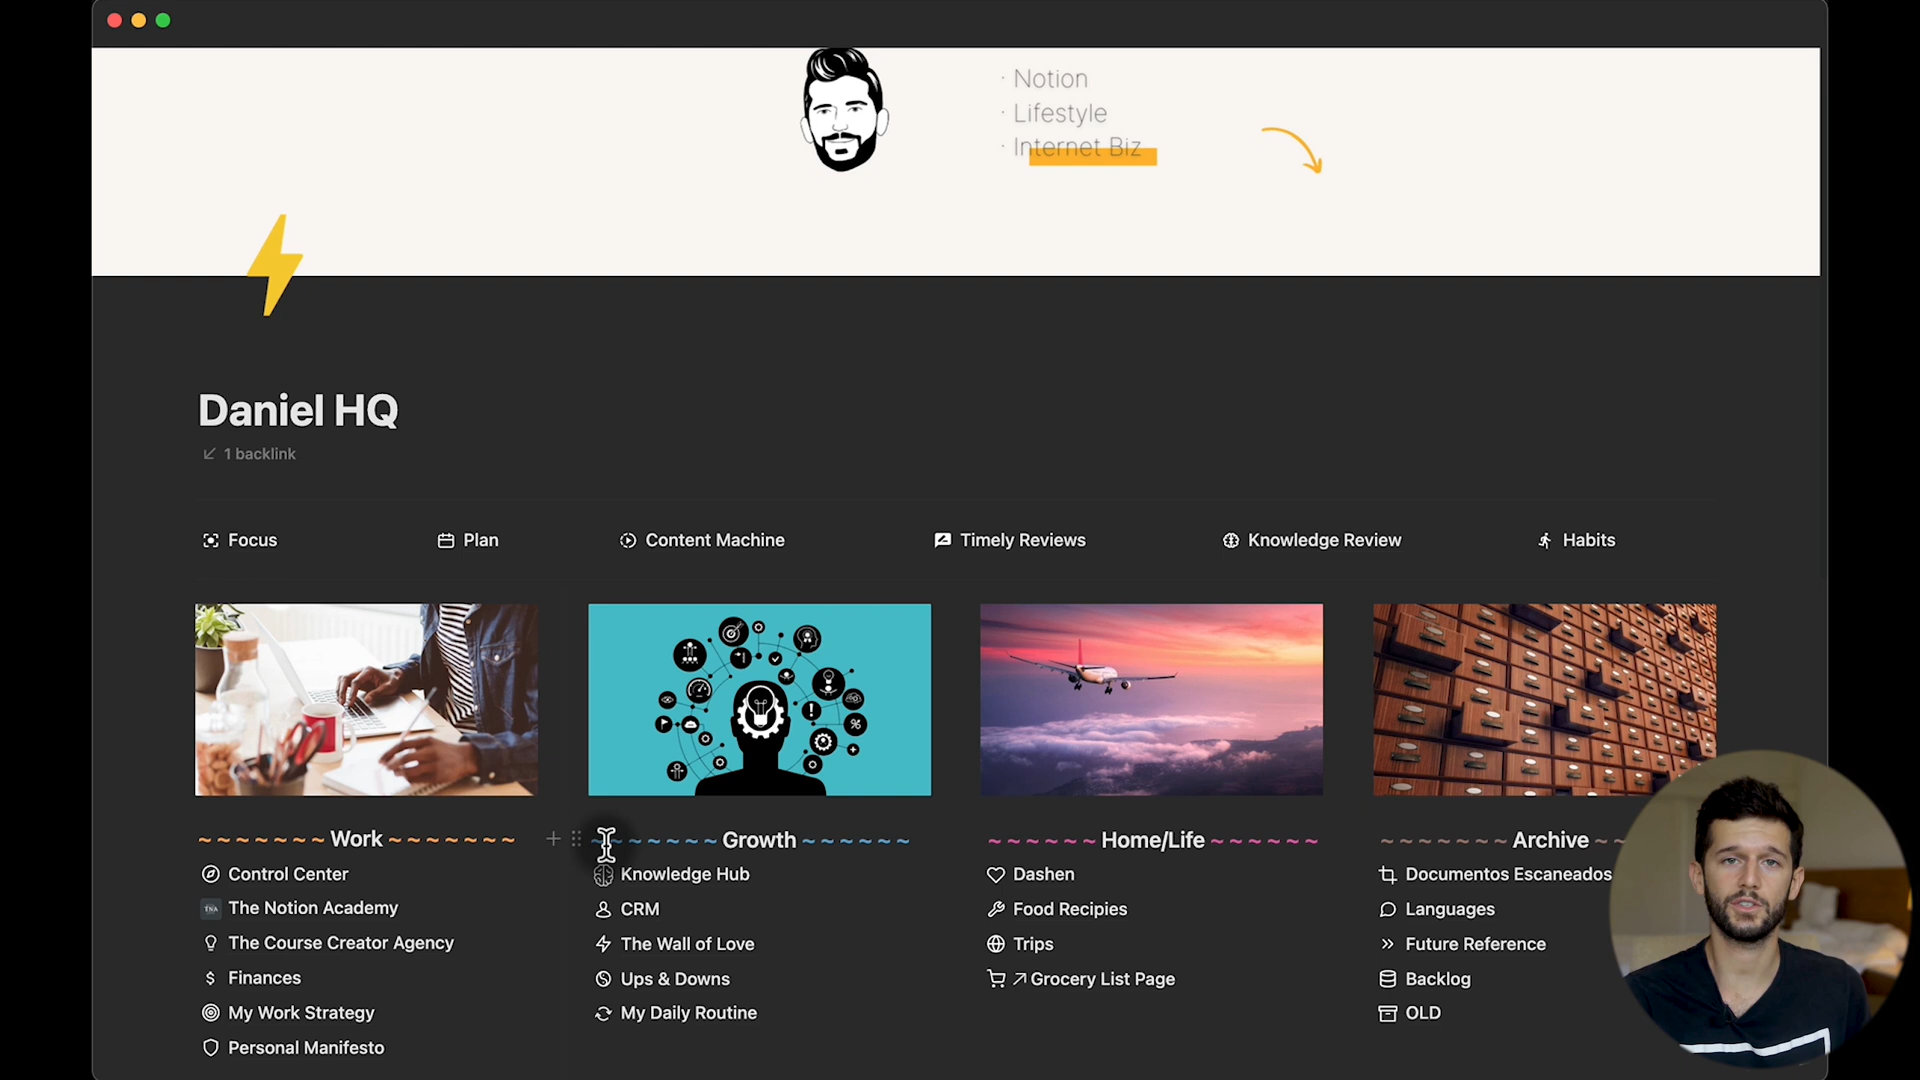 · Notion
· Lifestyle
· Internet Biz
Daniel HQ
1 backlink
Focus
Plan
Content Machine
Timely Reviews
Knowledge Review
Habits
~ ~ ~ ~ ~ ~ ~ Work ~ ~ ~ ~ ~ ~ ~
Control Center
The Notion Academy
The Course Creator Agency
Finances
My Work Strategy
Personal Manifesto
~ ~ ~ ~ ~ ~ ~ Growth ~ ~ ~ ~ ~ ~
Knowledge Hub
CRM
The Wall of Love
Ups & Downs
My Daily Routine
~ ~ ~ ~ ~ ~ Home/Life ~ ~ ~ ~ ~ ~
Dashen
Food Recipies
Trips
Grocery List Page
~ ~ ~ ~ ~ ~ ~ Archive ~ ~
Documentos Escaneados
Languages
Future Reference
Backlog
OLD